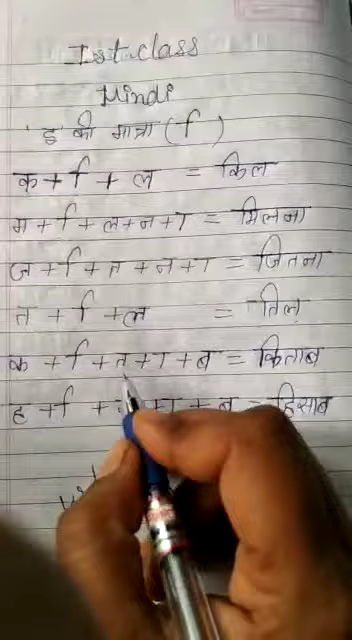 Ist class
Hindi
'इ' की मात्रा ( ि )
क + ि + ल = किल
म + ि + ल + न + ा = मिलना
ज + ि + त + न + ा = जितना
त + ि + ल = तिल
क + ि + त + ा + ब = किताब
ह + ि + + ा + ब = हिसाब